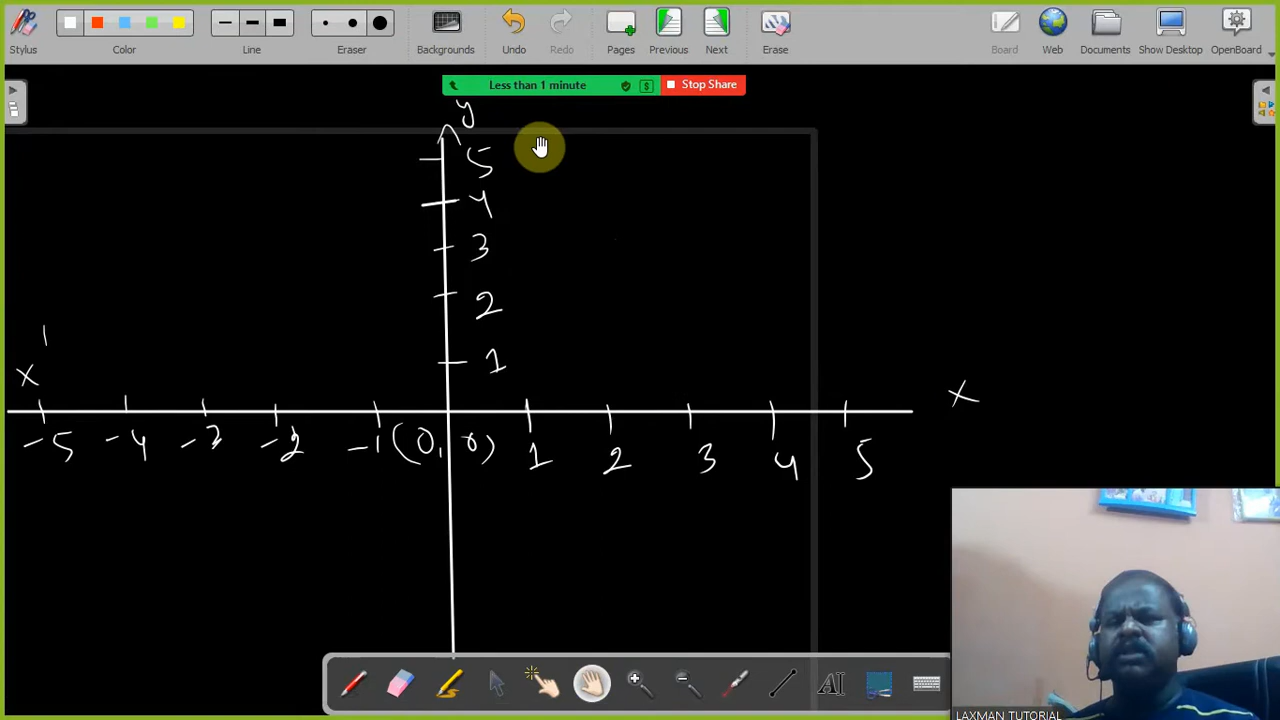 Stylus Color Line Eraser Backgrounds Undo Redo Pages Previous Next Erase Board Web Documents Show Desktop OpenBoard
Less than 1 minute Stop Share
y
5
4
3
2
1
x'
x
-5 -4 -3 -2 -1 (0, 0) 1 2 3 4 5
AI
LAXMAN TUTORIAL